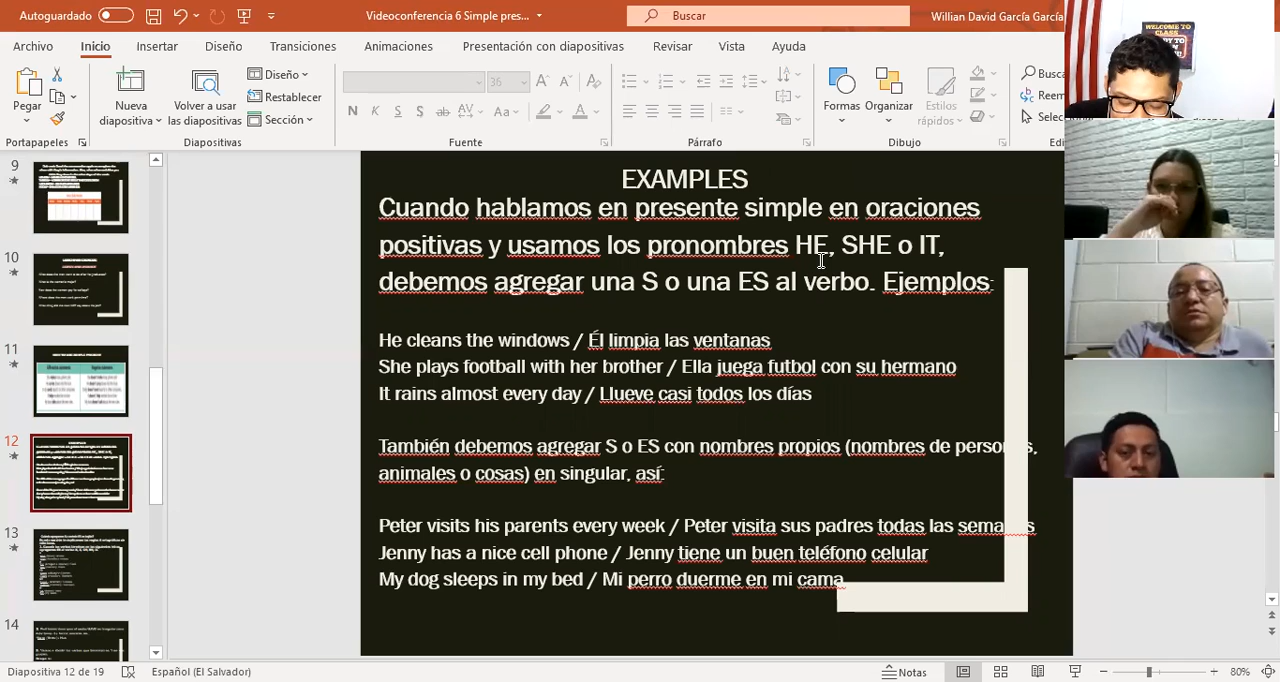 Autoguardado
Videoconferencia 6 Simple pres...
Buscar
Willian David García García
Archivo Inicio Insertar Diseño Transiciones Animaciones Presentación con diapositivas Revisar Vista Ayuda
Pegar
Nueva diapositiva
Volver a usar las diapositivas
Diseño
Restablecer
Sección
36
N K S S ab AV Aa A
Formas
Organizar
Estilos rápidos
Busca
Reem
Selec
Portapapeles Diapositivas Fuente Párrafo Dibujo Edi
WELCOME TO
CLASS
9
10
11
12
13
14
EXAMPLES
Cuando hablamos en presente simple en oraciones
positivas y usamos los pronombres HE, SHE o IT,
debemos agregar una S o una ES al verbo. Ejemplos:
He cleans the windows / Él limpia las ventanas
She plays football with her brother / Ella juega futbol con su hermano
It rains almost every day / Llueve casi todos los días
También debemos agregar S o ES con nombres propios (nombres de personas,
animales o cosas) en singular, así:
Peter visits his parents every week / Peter visita sus padres todas las semanas
Jenny has a nice cell phone / Jenny tiene un buen teléfono celular
My dog sleeps in my bed / Mi perro duerme en mi cama
Diapositiva 12 de 19
Español (El Salvador)
Notas
80%